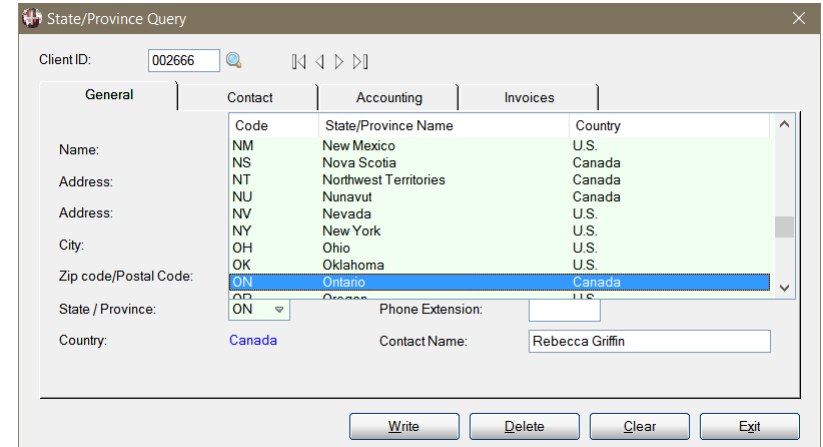 State/Province Query
Client ID: 002666
General Contact Accounting Invoices
Code State/Province Name Country
NM New Mexico U.S.
Name: NS Nova Scotia Canada
NT Northwest Territories Canada
Address: NU Nunavut Canada
Address: NV Nevada U.S.
NY New York U.S.
City: OH Ohio U.S.
OK Oklahoma U.S.
Zip code/Postal Code: ON Ontario Canada
OR Oregon U.S.
State / Province: ON Phone Extension:
Country: Canada Contact Name: Rebecca Griffin
Write Delete Clear Exit